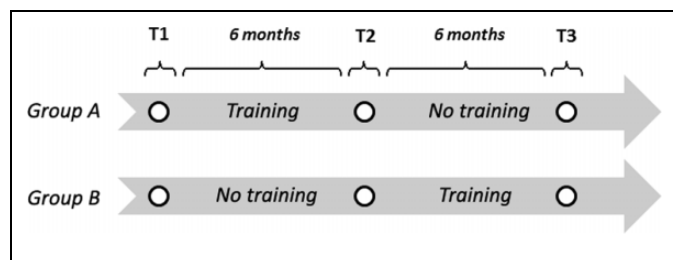 T1 6 months T2 6 months T3
Group A Training No training
Group B No training Training